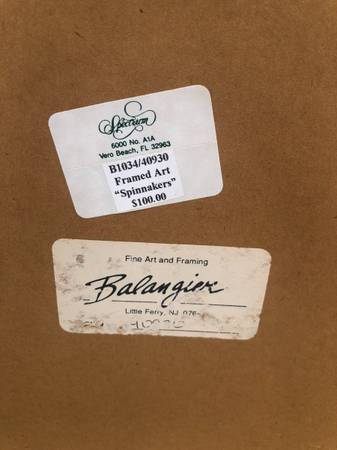 Spectrum
6000 No. A1A
Vero Beach, FL 32963
B1034/40930
Framed Art
"Spinnakers"
$100.00
Fine Art and Framing
Balangier
Little Ferry, NJ 076